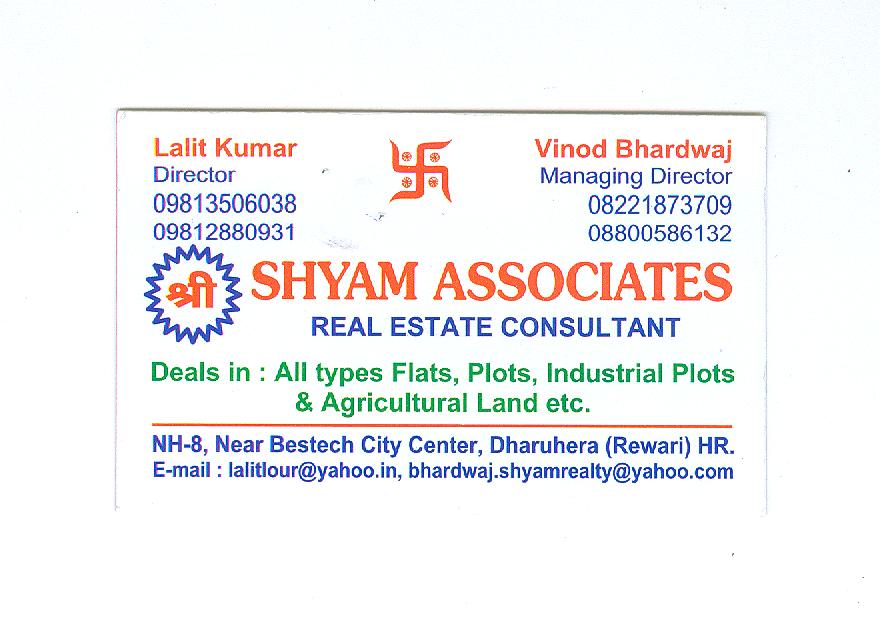 Lalit Kumar
Director
09813506038
09812880931
Vinod Bhardwaj
Managing Director
08221873709
08800586132
श्री
SHYAM ASSOCIATES
REAL ESTATE CONSULTANT
Deals in : All types Flats, Plots, Industrial Plots
& Agricultural Land etc.
NH-8, Near Bestech City Center, Dharuhera (Rewari) HR.
E-mail : lalitlour@yahoo.in, bhardwaj.shyamrealty@yahoo.com